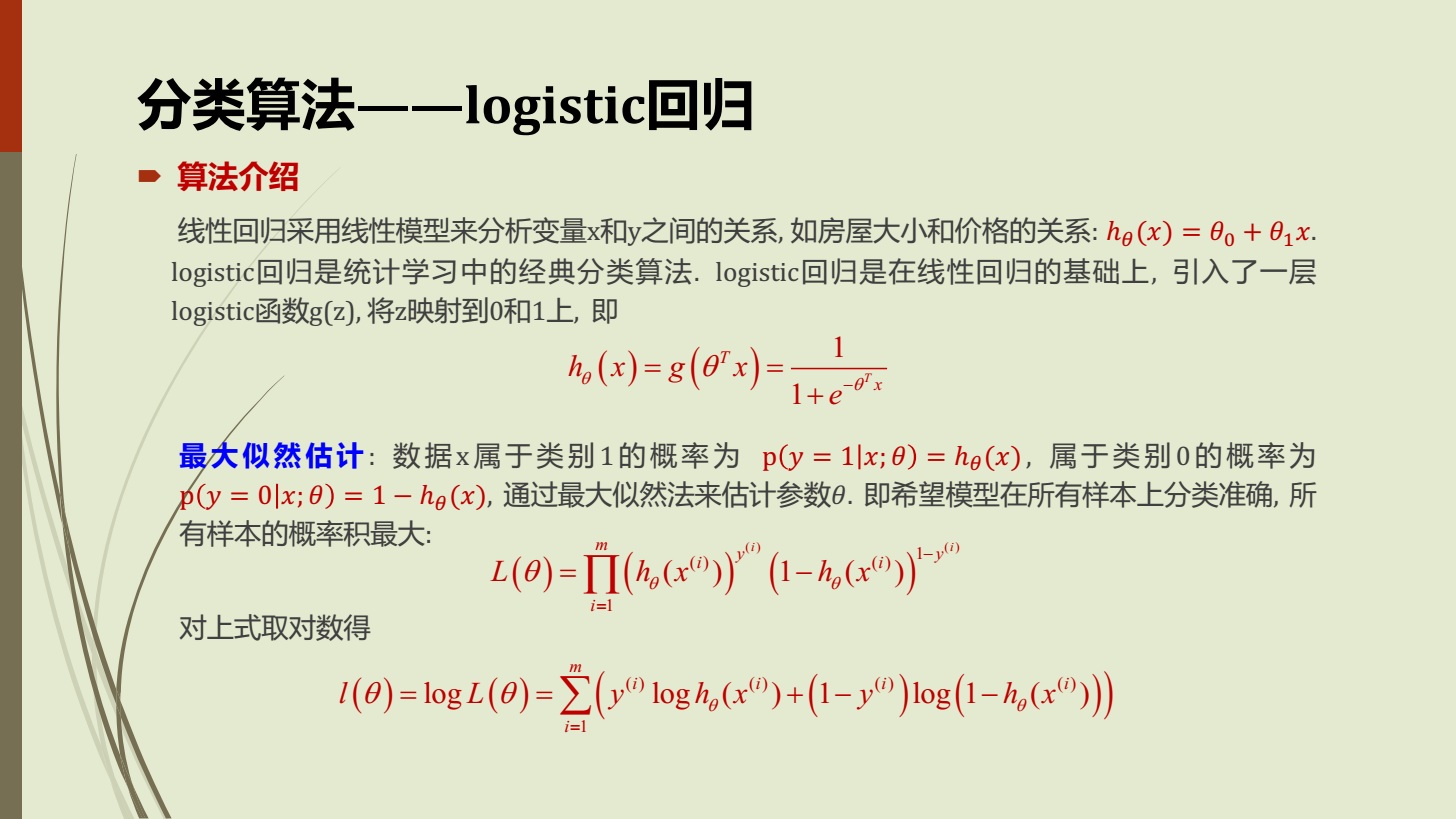 分类算法——logistic回归
算法介绍
线性回归采用线性模型来分析变量x和y之间的关系, 如房屋大小和价格的关系: $h_\theta(x) = \theta_0 + \theta_1 x$.
logistic回归是统计学习中的经典分类算法. logistic回归是在线性回归的基础上, 引入了一层
logistic函数g(z), 将z映射到0和1上, 即
$h_\theta(x) = g(\theta^T x) = \frac{1}{1+e^{-\theta^T x}}$
最大似然估计: 数据x属于类别1的概率为 $p(y = 1|x; \theta) = h_\theta(x)$, 属于类别0的概率为
$p(y = 0|x; \theta) = 1 - h_\theta(x)$, 通过最大似然法来估计参数$\theta$. 即希望模型在所有样本上分类准确, 所
有样本的概率积最大:
$L(\theta) = \prod_{i=1}^{m} \left(h_\theta(x^{(i)})\right)^{y^{(i)}} \left(1 - h_\theta(x^{(i)})\right)^{1-y^{(i)}}$
对上式取对数得
$l(\theta) = \log L(\theta) = \sum_{i=1}^{m} \left(y^{(i)} \log h_\theta(x^{(i)}) + \left(1 - y^{(i)}\right) \log\left(1 - h_\theta(x^{(i)})\right)\right)$